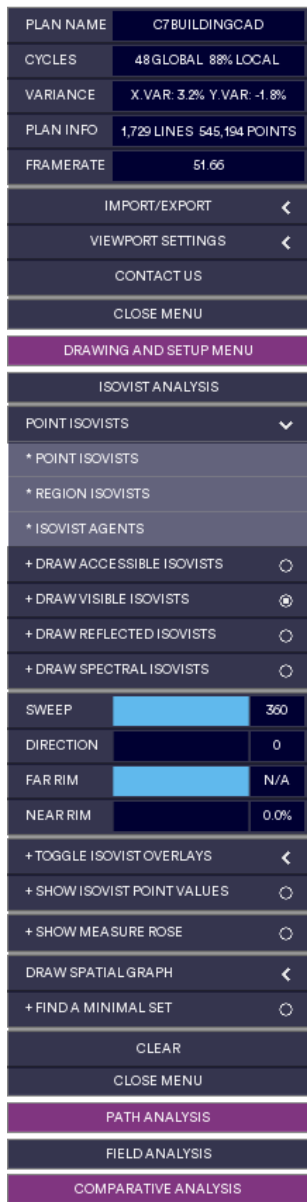 PLAN NAME C7BUILDINGCAD
CYCLES 48 GLOBAL 88% LOCAL
VARIANCE X.VAR: 3.2% Y.VAR: -1.8%
PLAN INFO 1,729 LINES 545,194 POINTS
FRAMERATE 51.66
IMPORT/EXPORT
VIEWPORT SETTINGS
CONTACT US
CLOSE MENU
DRAWING AND SETUP MENU
ISOVIST ANALYSIS
POINT ISOVISTS
* POINT ISOVISTS
* REGION ISOVISTS
* ISOVIST AGENTS
+ DRAW ACCESSIBLE ISOVISTS
+ DRAW VISIBLE ISOVISTS
+ DRAW REFLECTED ISOVISTS
+ DRAW SPECTRAL ISOVISTS
SWEEP 360
DIRECTION 0
FAR RIM N/A
NEAR RIM 0.0%
+ TOGGLE ISOVIST OVERLAYS
+ SHOW ISOVIST POINT VALUES
+ SHOW MEASURE ROSE
DRAW SPATIAL GRAPH
+ FIND A MINIMAL SET
CLEAR
CLOSE MENU
PATH ANALYSIS
FIELD ANALYSIS
COMPARATIVE ANALYSIS